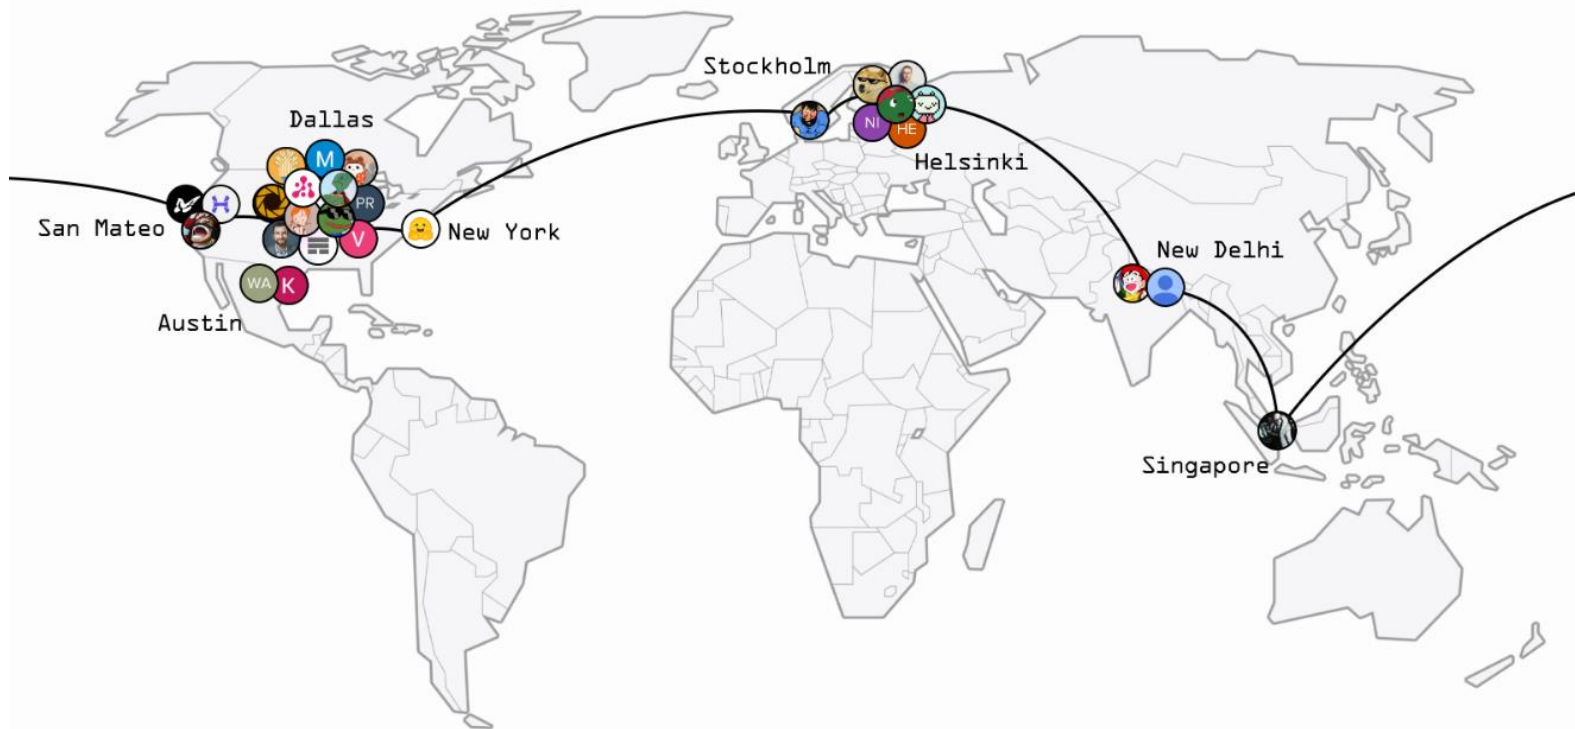 Stockholm
Dallas
M
NI
HE
Helsinki
PR
San Mateo
New York
V
New Delhi
WA
K
Austin
Singapore